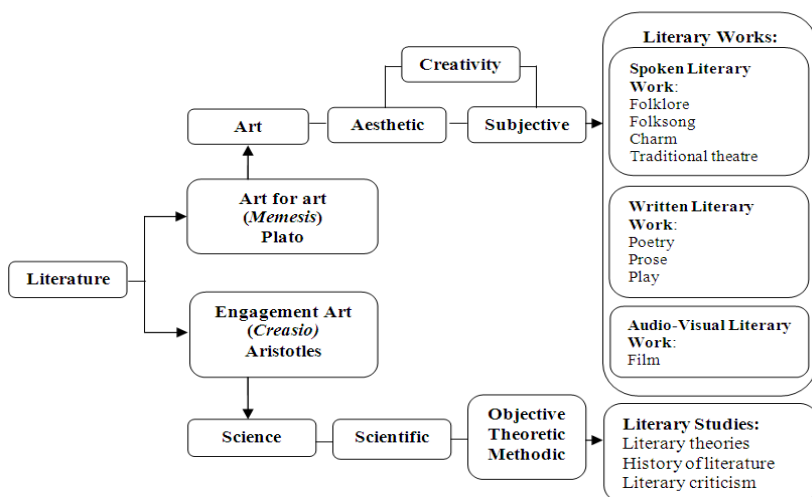 Literature
Art for art
(Memesis)
Plato
Art
Aesthetic
Creativity
Subjective
Literary Works:
Spoken Literary
Work:
Folklore
Folksong
Charm
Traditional theatre
Written Literary
Work:
Poetry
Prose
Play
Audio-Visual Literary
Work:
Film
Engagement Art
(Creasio)
Aristotles
Science
Scientific
Objective
Theoretic
Methodic
Literary Studies:
Literary theories
History of literature
Literary criticism